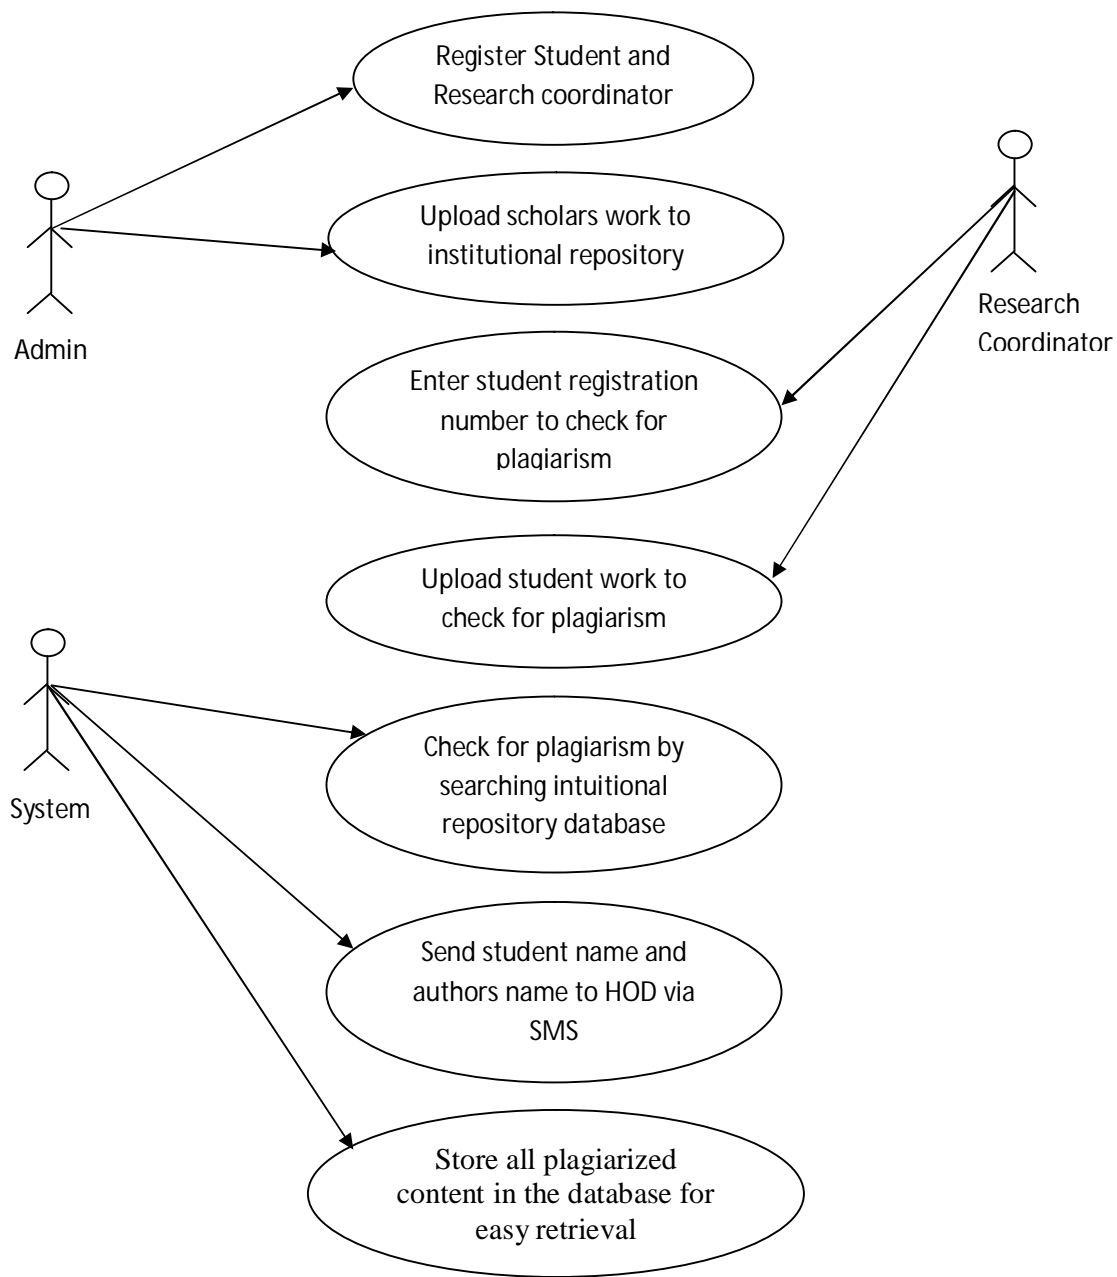 Register Student and
Research coordinator
Upload scholars work to
institutional repository
Admin
Research
Coordinator
Enter student registration
number to check for
plagiarism
Upload student work to
check for plagiarism
System
Check for plagiarism by
searching intuitional
repository database
Send student name and
authors name to HOD via
SMS
Store all plagiarized
content in the database for
easy retrieval